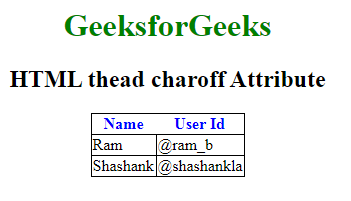 GeeksforGeeks
HTML thead charoff Attribute
Name User Id
Ram @ram_b
Shashank @shashankla